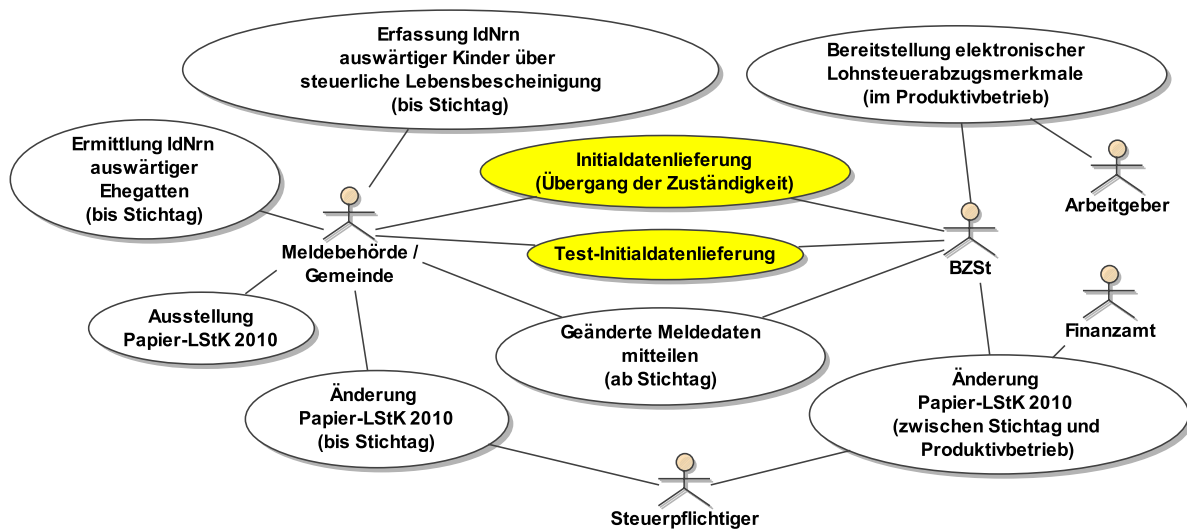 Erfassung IdNrn
auswärtiger Kinder über
steuerliche Lebensbescheinigung
(bis Stichtag)
Bereitstellung elektronischer
Lohnsteuerabzugsmerkmale
(im Produktivbetrieb)
Ermittlung IdNrn
auswärtiger
Ehegatten
(bis Stichtag)
Initialdatenlieferung
(Übergang der Zuständigkeit)
Arbeitgeber
Meldebehörde /
Gemeinde
Test-Initialdatenlieferung
BZSt
Ausstellung
Papier-LStK 2010
Geänderte Meldedaten
mitteilen
(ab Stichtag)
Finanzamt
Änderung
Papier-LStK 2010
(bis Stichtag)
Änderung
Papier-LStK 2010
(zwischen Stichtag und
Produktivbetrieb)
Steuerpflichtiger